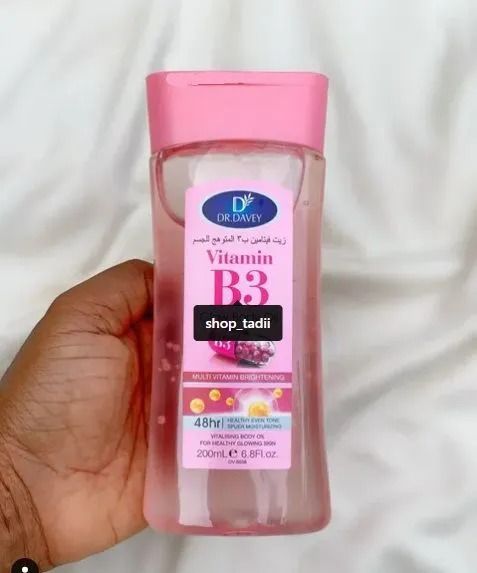 DR.DAVEY
زيت فيتامين ب٣ المتوهج للجسم
Vitamin
B3
shop_tadii
B3
MULTI VITAMIN BRIGHTENING
48hr
HEALTHY EVEN TONE
SPUER MOISTURIZING
VITALISING BODY OIL
FOR HEALTHY GLOWING SKIN
200mL℮ 6.8Fl.oz.